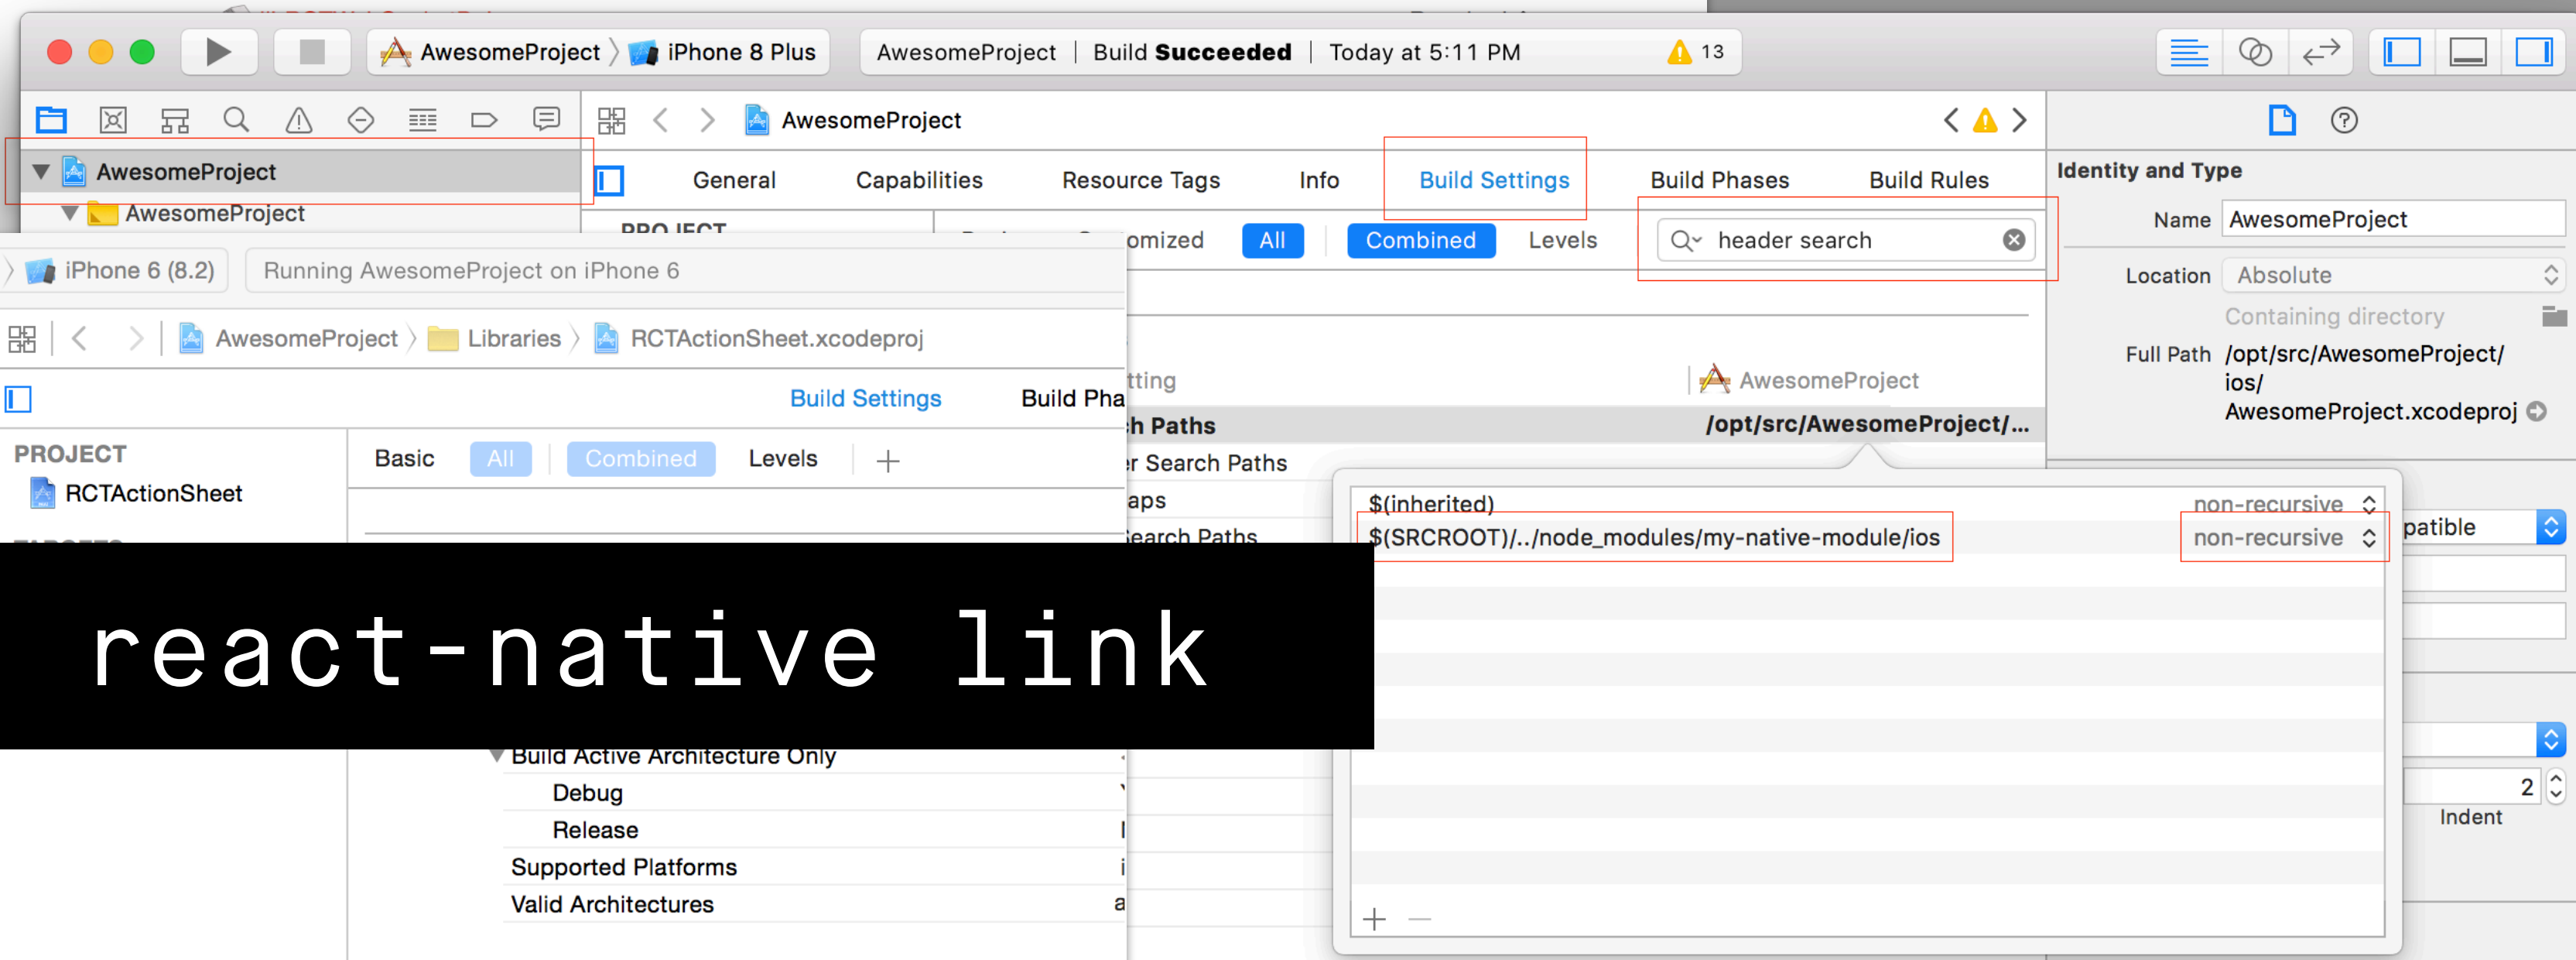 AwesomeProject iPhone 8 Plus
AwesomeProject | Build Succeeded | Today at 5:11 PM
13
AwesomeProject
AwesomeProject
AwesomeProject
General Capabilities Resource Tags Info Build Settings Build Phases Build Rules
All Combined Levels
header search
Identity and Type
Name AwesomeProject
Location Absolute
Containing directory
Full Path /opt/src/AwesomeProject/
ios/
AwesomeProject.xcodeproj
iPhone 6 (8.2)
Running AwesomeProject on iPhone 6
AwesomeProject Libraries RCTActionSheet.xcodeproj
Build Settings Build Pha
PROJECT
RCTActionSheet
Basic All Combined Levels +
AwesomeProject
h Paths /opt/src/AwesomeProject/...
r Search Paths
aps
Search Paths
$(inherited) non-recursive
$(SRCROOT)/../node_modules/my-native-module/ios non-recursive
patible
react-native link
Build Active Architecture Only
Debug
Release
Supported Platforms
Valid Architectures
2
Indent
+ −